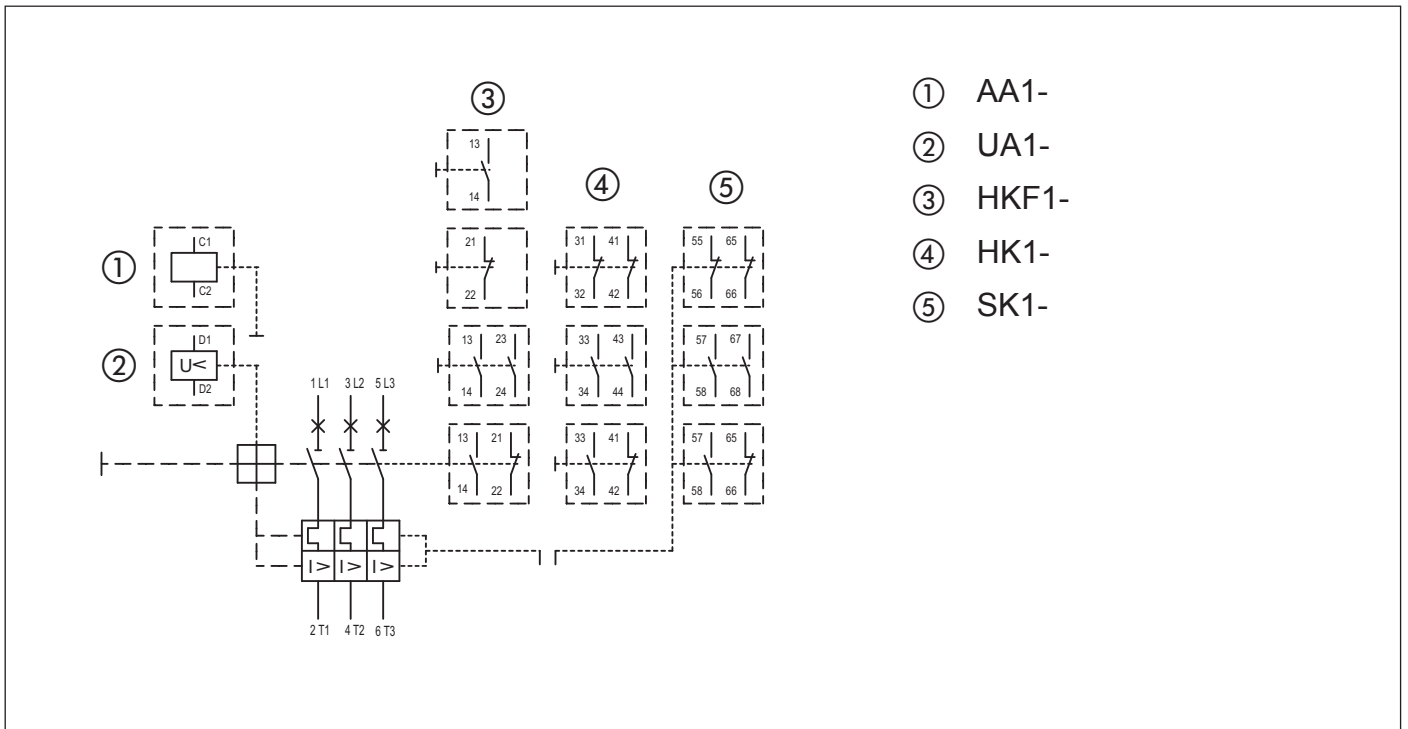 ③
13
14
④
⑤
21
22
31 41
32 42
55 65
56 66
①
C1
C2
②
D1
U<
D2
13 23
14 24
33 43
34 44
57 67
58 68
1 L1 3 L2 5 L3
13 21
14 22
33 41
34 42
57 65
58 66
I > I > I >
2 T1 4 T2 6 T3
① AA1-
② UA1-
③ HKF1-
④ HK1-
⑤ SK1-